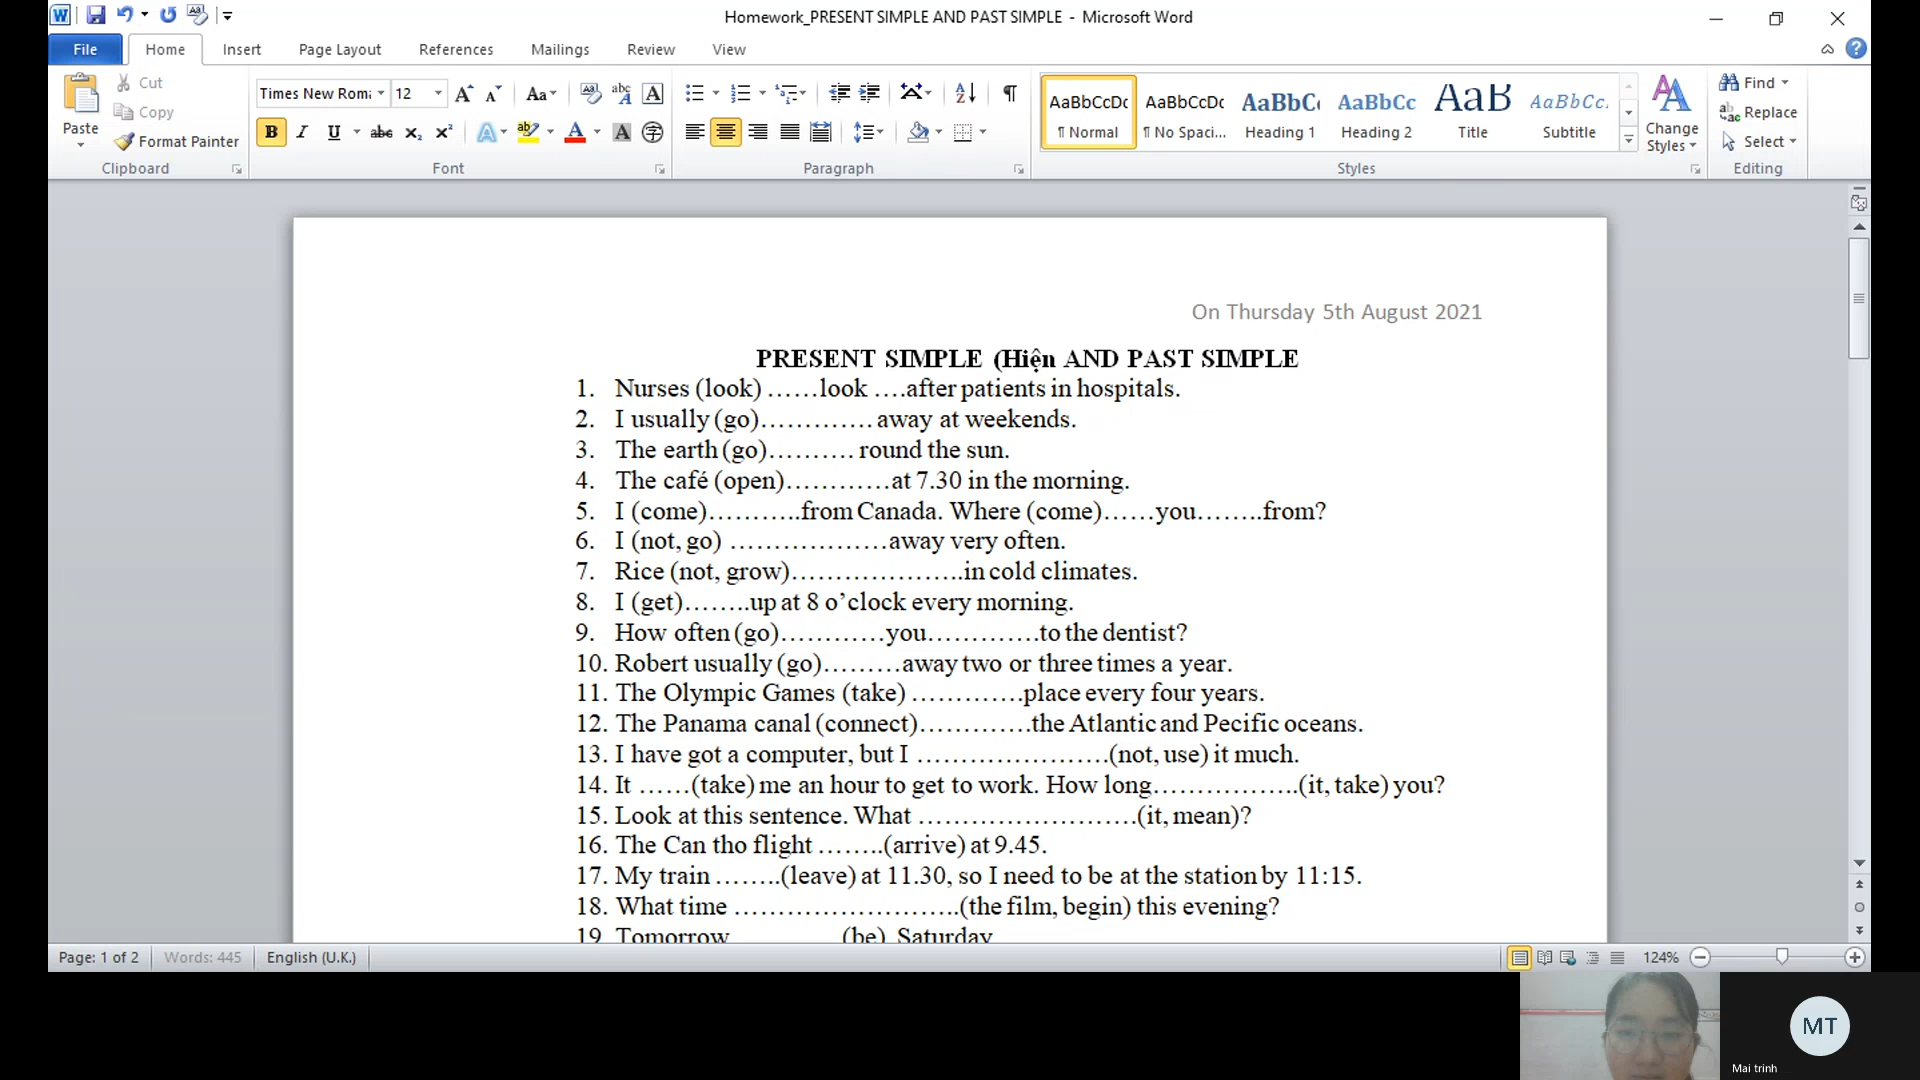 Homework_PRESENT SIMPLE AND PAST SIMPLE - Microsoft Word
File Home Insert Page Layout References Mailings Review View
Paste
Cut
Copy
Format Painter
Clipboard
Times New Roma 12
Font
Paragraph
AaBbCcDc AaBbCcDc AaBbC AaBbCc AaB AaBbCc.
¶ Normal ¶ No Spaci... Heading 1 Heading 2 Title Subtitle
Styles
Change Styles
Find
Replace
Select
Editing
On Thursday 5th August 2021
PRESENT SIMPLE (Hiện AND PAST SIMPLE
1. Nurses (look) ……look ….after patients in hospitals.
2. I usually (go)…………. away at weekends.
3. The earth (go)………. round the sun.
4. The café (open)…………at 7.30 in the morning.
5. I (come)………..from Canada. Where (come)……you……..from?
6. I (not, go) ………………away very often.
7. Rice (not, grow)………………..in cold climates.
8. I (get)……..up at 8 o’clock every morning.
9. How often (go)…………you………….to the dentist?
10. Robert usually (go)………away two or three times a year.
11. The Olympic Games (take) ………….place every four years.
12. The Panama canal (connect)………….the Atlantic and Pecific oceans.
13. I have got a computer, but I ………………….(not, use) it much.
14. It ……(take) me an hour to get to work. How long……………..(it, take) you?
15. Look at this sentence. What …………………….(it, mean)?
16. The Can tho flight ……..(arrive) at 9.45.
17. My train ……..(leave) at 11.30, so I need to be at the station by 11:15.
18. What time ……………………..(the film, begin) this evening?
19. Tomorrow (be) Saturday
Page: 1 of 2 Words: 445 English (U.K.) 124%
MT
Mai trinh